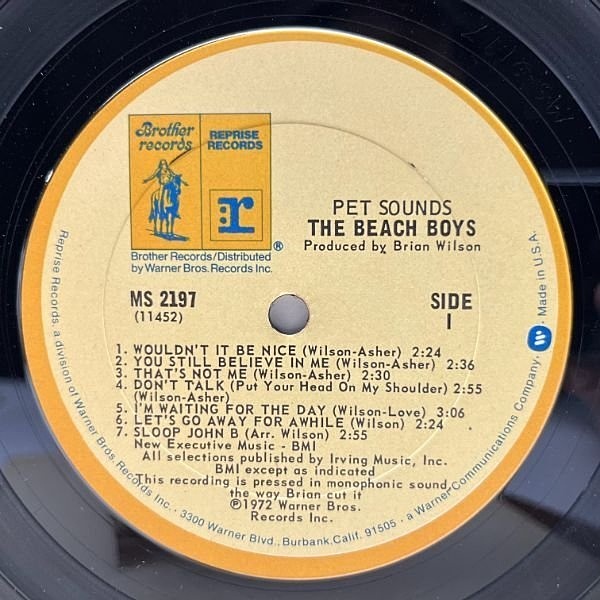 Brother
records
REPRISE
RECORDS
r
®
Brother Records/Distributed
by Warner Bros. Records Inc.
PET SOUNDS
THE BEACH BOYS
Produced by Brian Wilson
MS 2197
(11452)
SIDE
I
1. WOULDN'T IT BE NICE (Wilson-Asher) 2:24
2. YOU STILL BELIEVE IN ME (Wilson-Asher) 2:36
3. THAT'S NOT ME (Wilson-Asher) 2:30
4. DON'T TALK (Put Your Head On My Shoulder) 2:55
(Wilson-Asher)
5. I'M WAITING FOR THE DAY (Wilson-Love) 3:06
6. LET'S GO AWAY FOR AWHILE (Wilson) 2:24
7. SLOOP JOHN B (Arr. Wilson) 2:55
New Executive Music - BMI
All selections published by Irving Music, Inc.
BMI except as indicated
This recording is pressed in monophonic sound,
the way Brian cut it
℗1972 Warner Bros.
Records Inc.
Reprise Records, a division of Warner Bros. Records Inc. · 3300 Warner Blvd., Burbank, Calif. 91505 · a Warner Communications Company. W · Made in U.S.A.